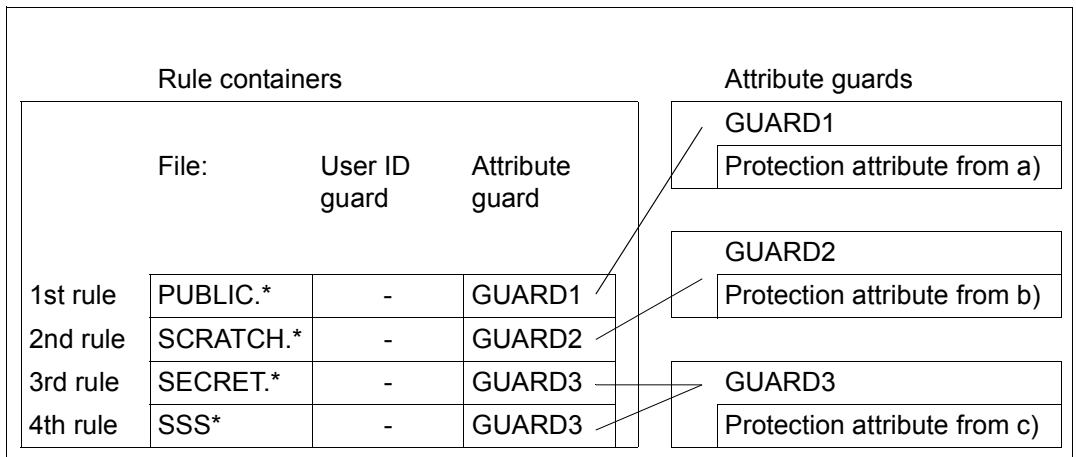 Rule containers
Attribute guards
File:
User ID
guard
Attribute
guard
1st rule PUBLIC.* - GUARD1
2nd rule SCRATCH.* - GUARD2
3rd rule SECRET.* - GUARD3
4th rule SSS* - GUARD3
GUARD1
Protection attribute from a)
GUARD2
Protection attribute from b)
GUARD3
Protection attribute from c)